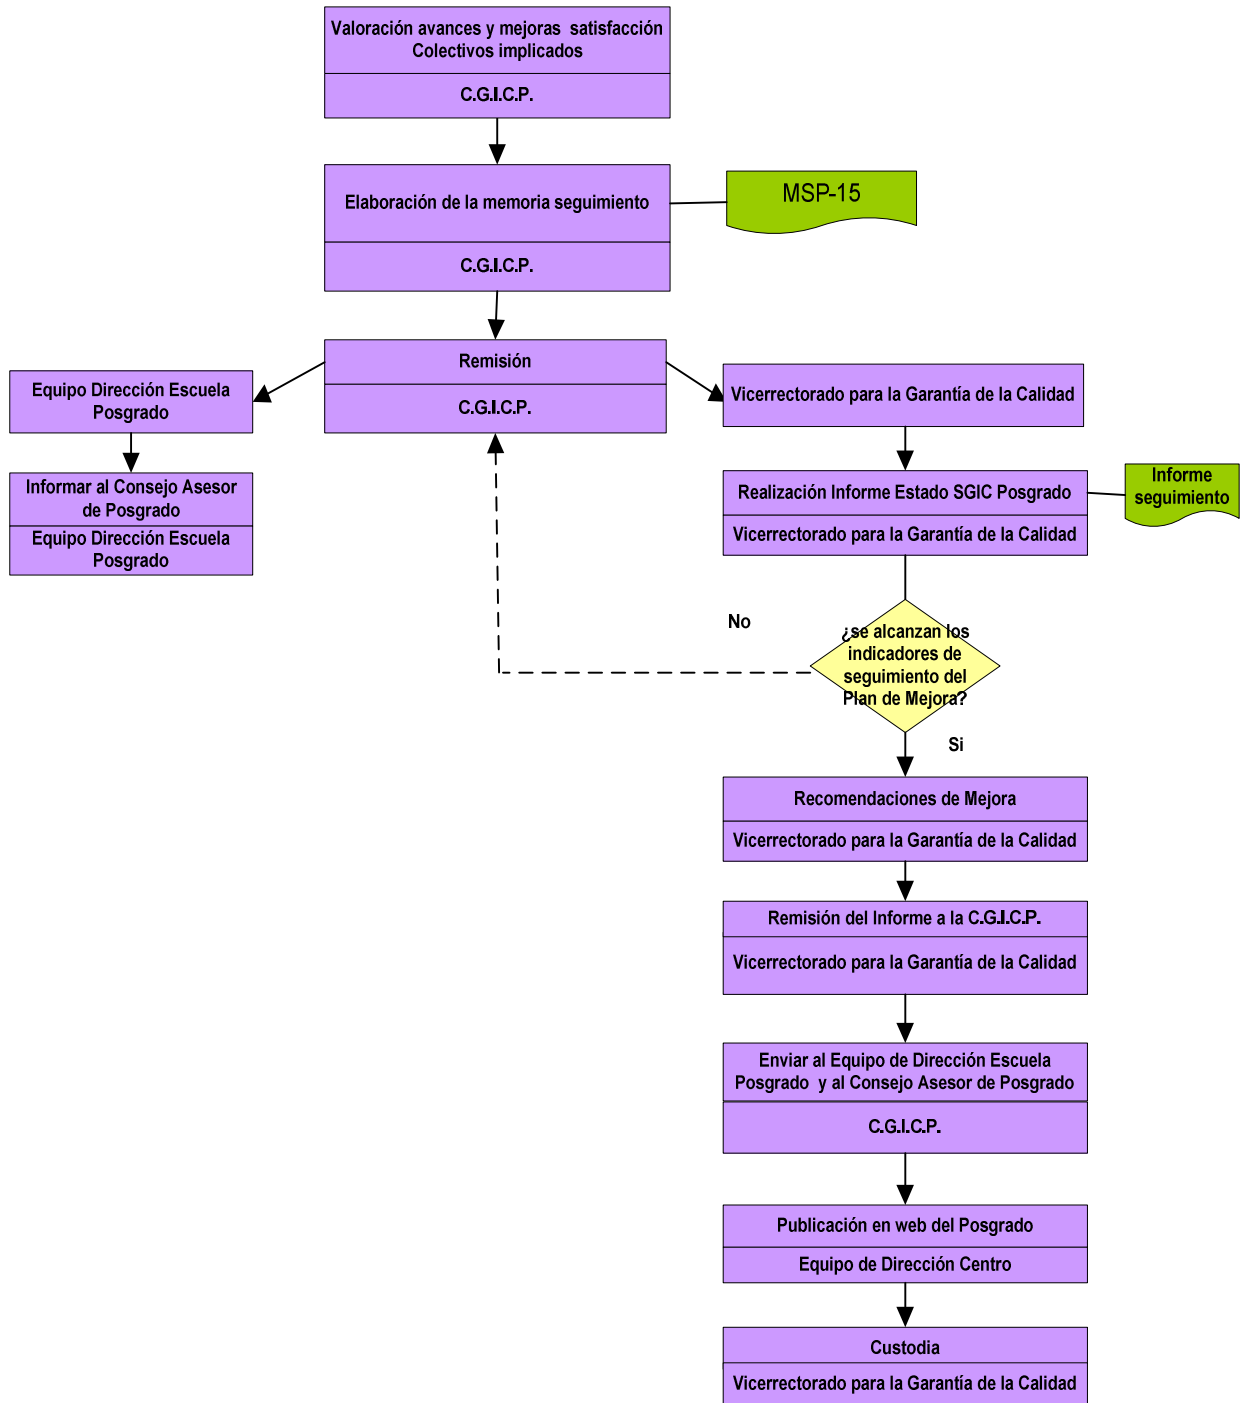 Valoración avances y mejoras satisfacción
Colectivos implicados
C.G.I.C.P.
Elaboración de la memoria seguimiento
C.G.I.C.P.
MSP-15
Remisión
C.G.I.C.P.
Equipo Dirección Escuela
Posgrado
Informar al Consejo Asesor
de Posgrado
Equipo Dirección Escuela
Posgrado
Vicerrectorado para la Garantía de la Calidad
Realización Informe Estado SGIC Posgrado
Vicerrectorado para la Garantía de la Calidad
Informe
seguimiento
No
¿se alcanzan los
indicadores de
seguimiento del
Plan de Mejora?
Si
Recomendaciones de Mejora
Vicerrectorado para la Garantía de la Calidad
Remisión del Informe a la C.G.I.C.P.
Vicerrectorado para la Garantía de la Calidad
Enviar al Equipo de Dirección Escuela
Posgrado y al Consejo Asesor de Posgrado
C.G.I.C.P.
Publicación en web del Posgrado
Equipo de Dirección Centro
Custodia
Vicerrectorado para la Garantía de la Calidad